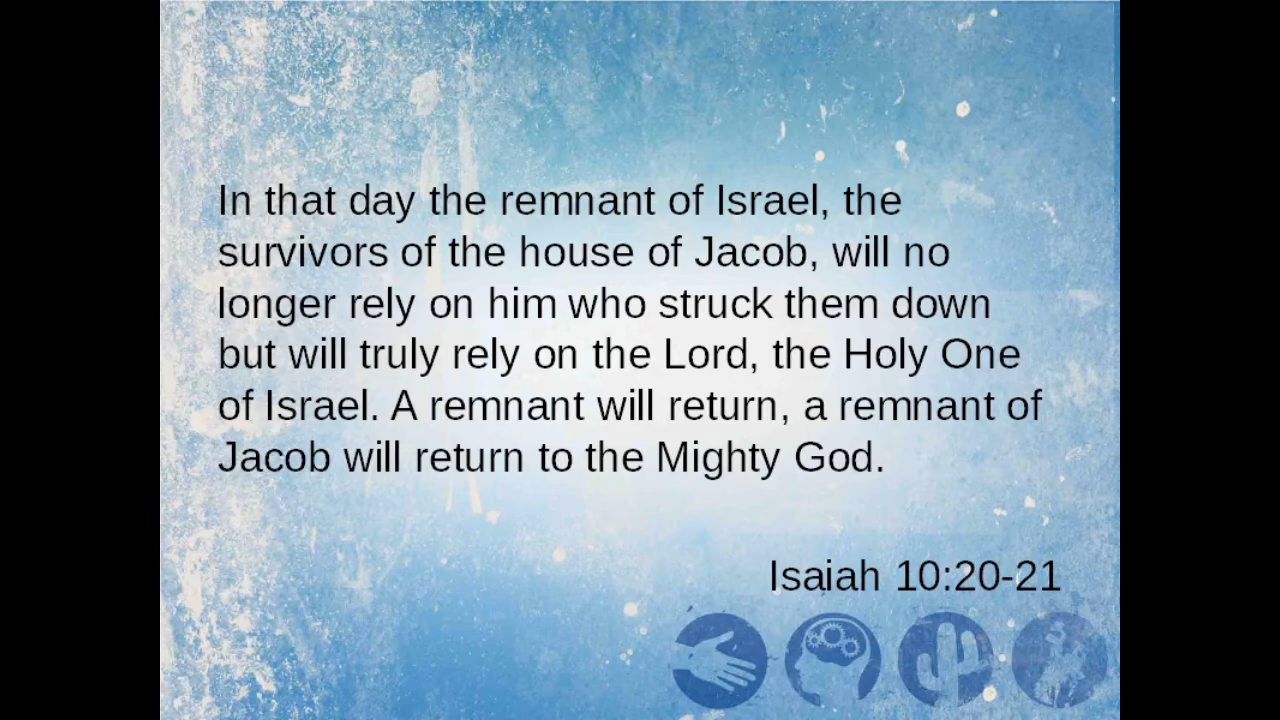 In that day the remnant of Israel, the
survivors of the house of Jacob, will no
longer rely on him who struck them down
but will truly rely on the Lord, the Holy One
of Israel. A remnant will return, a remnant of
Jacob will return to the Mighty God.
Isaiah 10:20-21